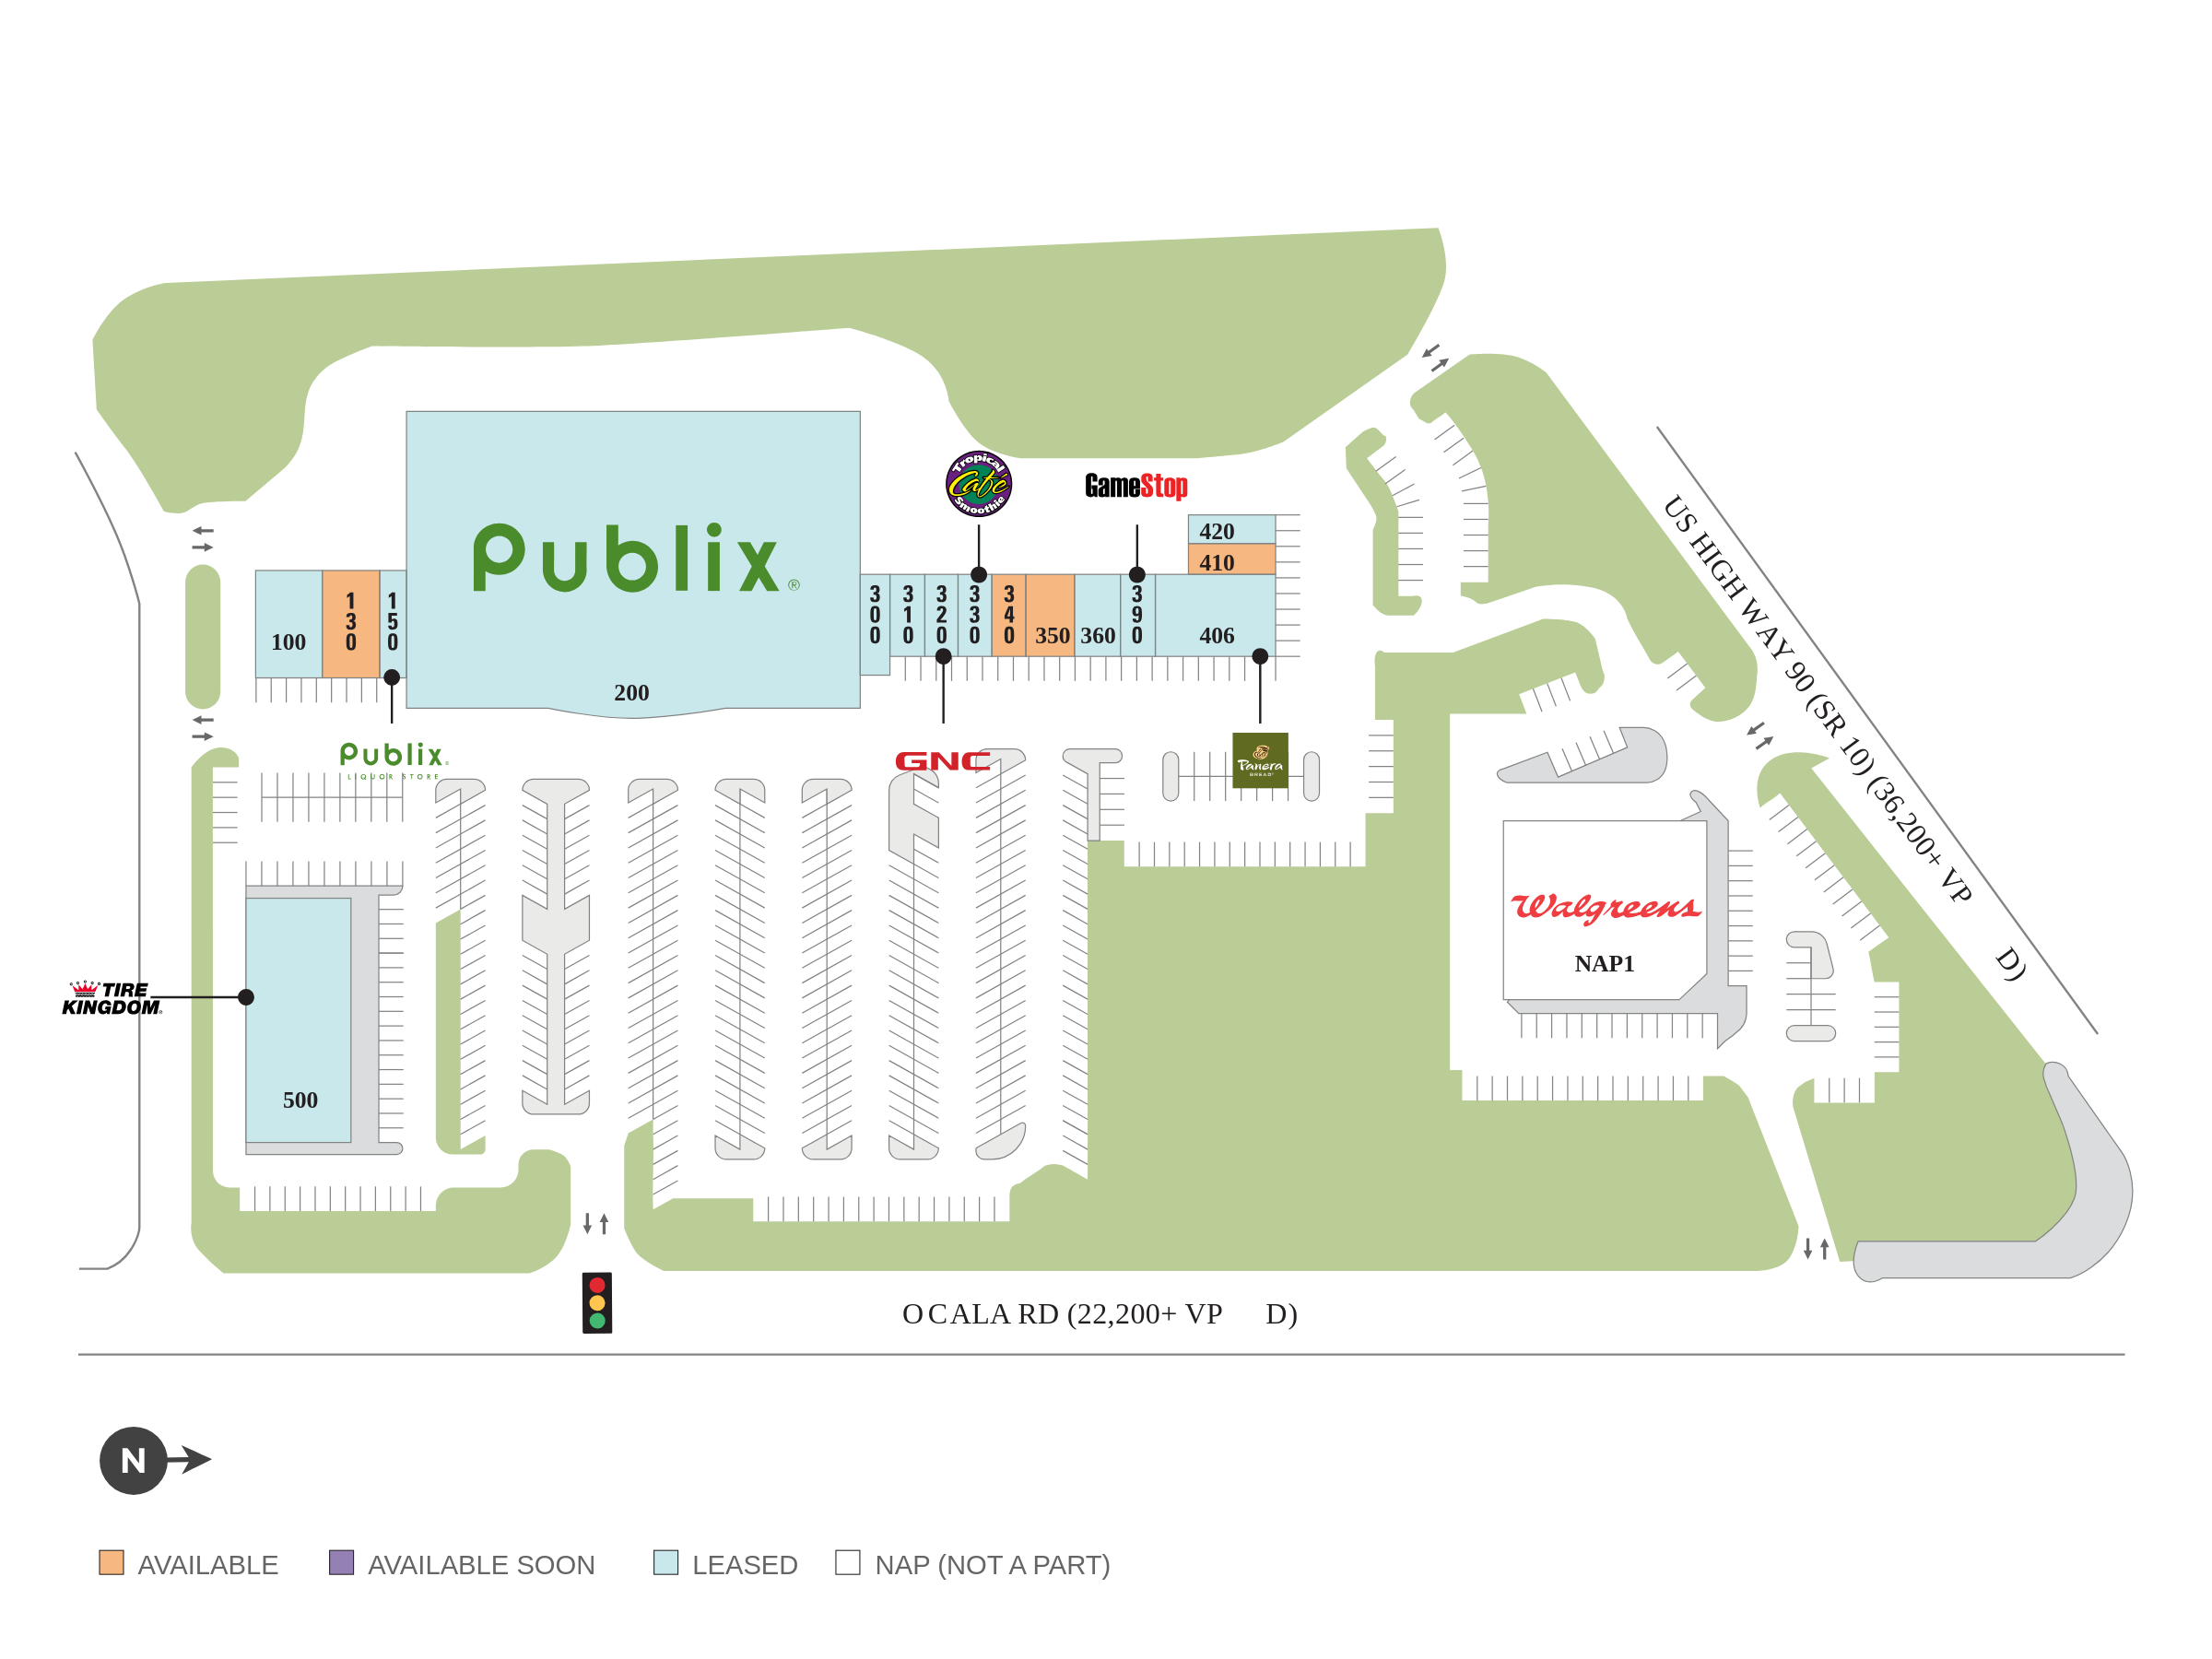 Tropical
Café
Smoothie
GameStop
420
410
US HIGHWAY 90 (SR 10) (36,200+ VP D)
Publix®
100
130
150
300
310
320
330
340
350
360
390
406
200
Publix®
LIQUOR STORE
GNC
Panera
BREAD®
Walgreens
NAP1
TIRE
KINGDOM®
500
OCALA RD (22,200+ VP D)
N
AVAILABLE
AVAILABLE SOON
LEASED
NAP (NOT A PART)